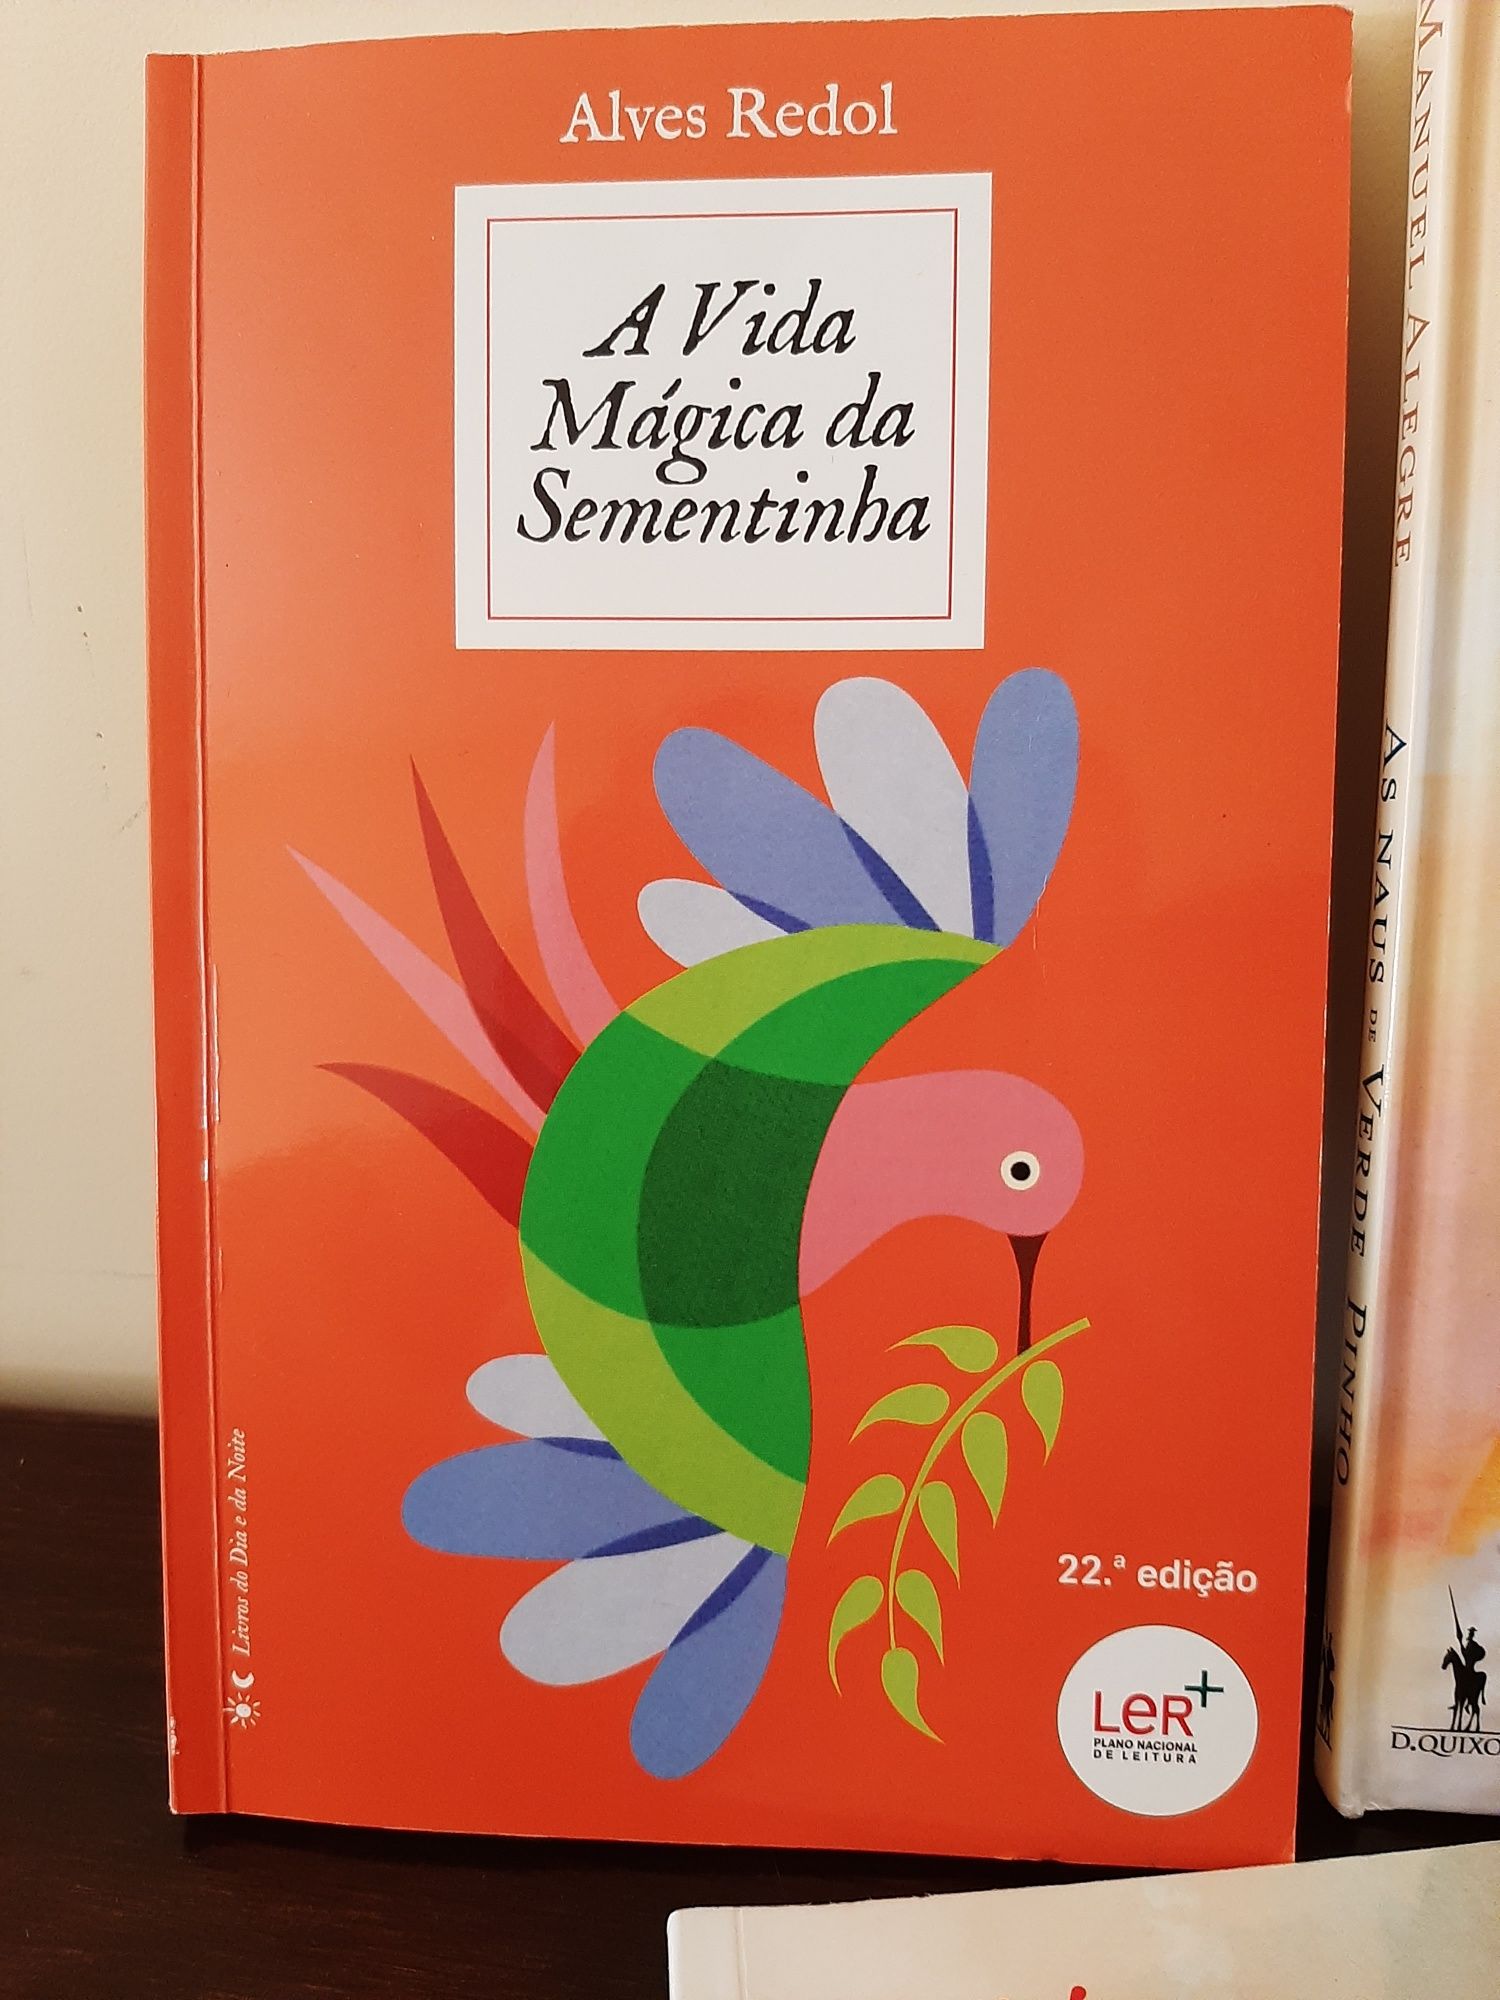 Alves Redol
A Vida
Mágica da
Sementinha
Livros do Dia e da Noite
22.ª edição
LeR+
PLANO NACIONAL
DE LEITURA
MANUEL ALEGRE
AS NAUS DE VERDE PINHO
D.QUIXO